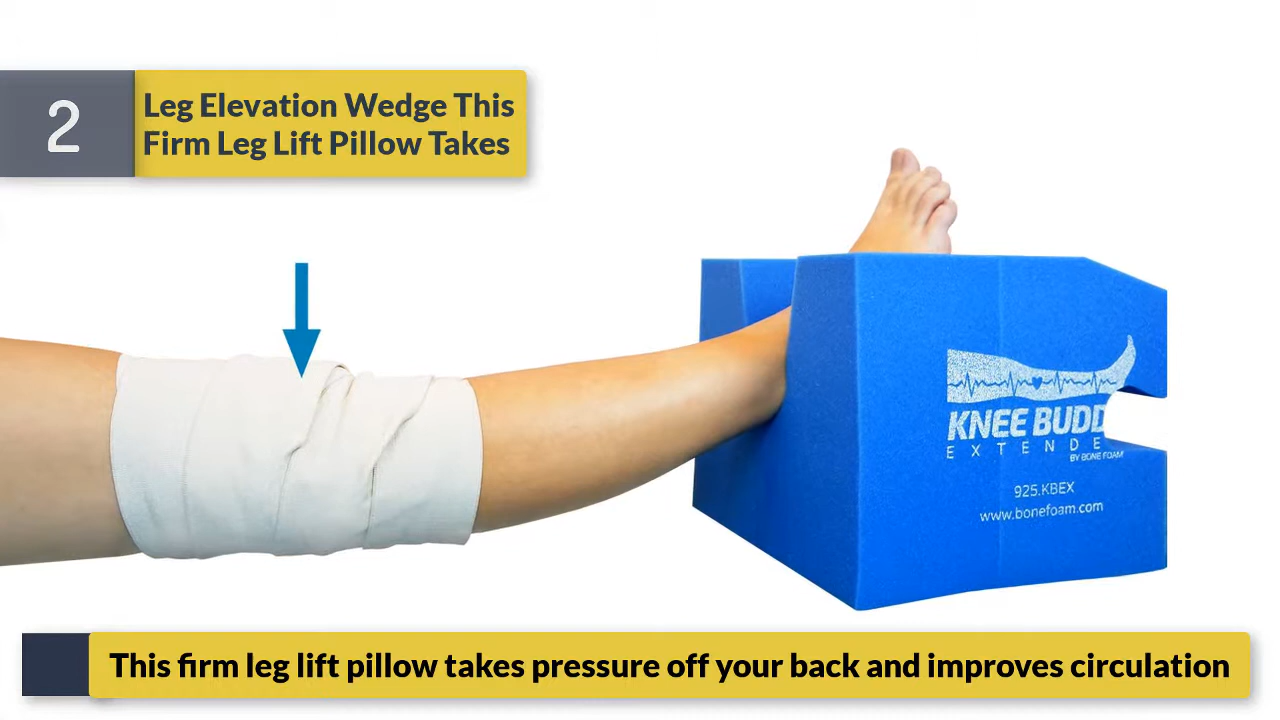 2
Leg Elevation Wedge This
Firm Leg Lift Pillow Takes
KNEE BUDD
EXTENDE
BY BONE FOAM
925.KBEX
www.bonefoam.com
This firm leg lift pillow takes pressure off your back and improves circulation